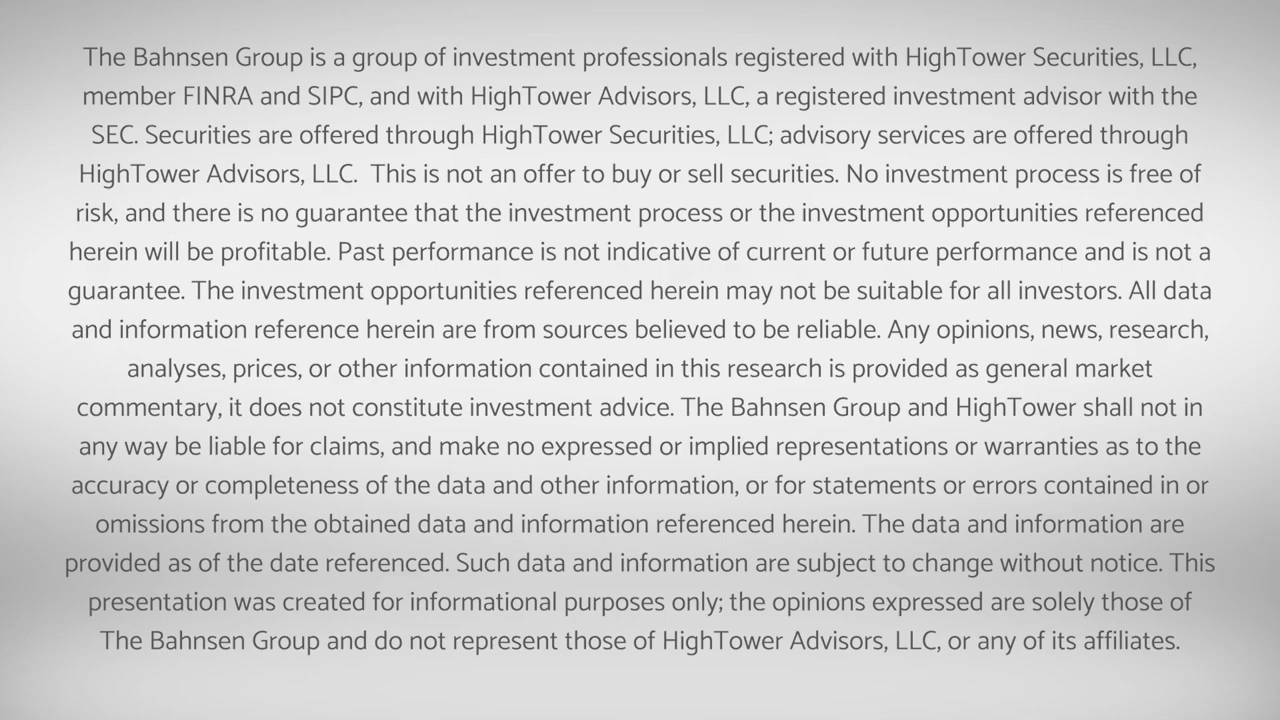 The Bahnsen Group is a group of investment professionals registered with HighTower Securities, LLC,
member FINRA and SIPC, and with HighTower Advisors, LLC, a registered investment advisor with the
SEC. Securities are offered through HighTower Securities, LLC; advisory services are offered through
HighTower Advisors, LLC.  This is not an offer to buy or sell securities. No investment process is free of
risk, and there is no guarantee that the investment process or the investment opportunities referenced
herein will be profitable. Past performance is not indicative of current or future performance and is not a
guarantee. The investment opportunities referenced herein may not be suitable for all investors. All data
and information reference herein are from sources believed to be reliable. Any opinions, news, research,
analyses, prices, or other information contained in this research is provided as general market
commentary, it does not constitute investment advice. The Bahnsen Group and HighTower shall not in
any way be liable for claims, and make no expressed or implied representations or warranties as to the
accuracy or completeness of the data and other information, or for statements or errors contained in or
omissions from the obtained data and information referenced herein. The data and information are
provided as of the date referenced. Such data and information are subject to change without notice. This
presentation was created for informational purposes only; the opinions expressed are solely those of
The Bahnsen Group and do not represent those of HighTower Advisors, LLC, or any of its affiliates.